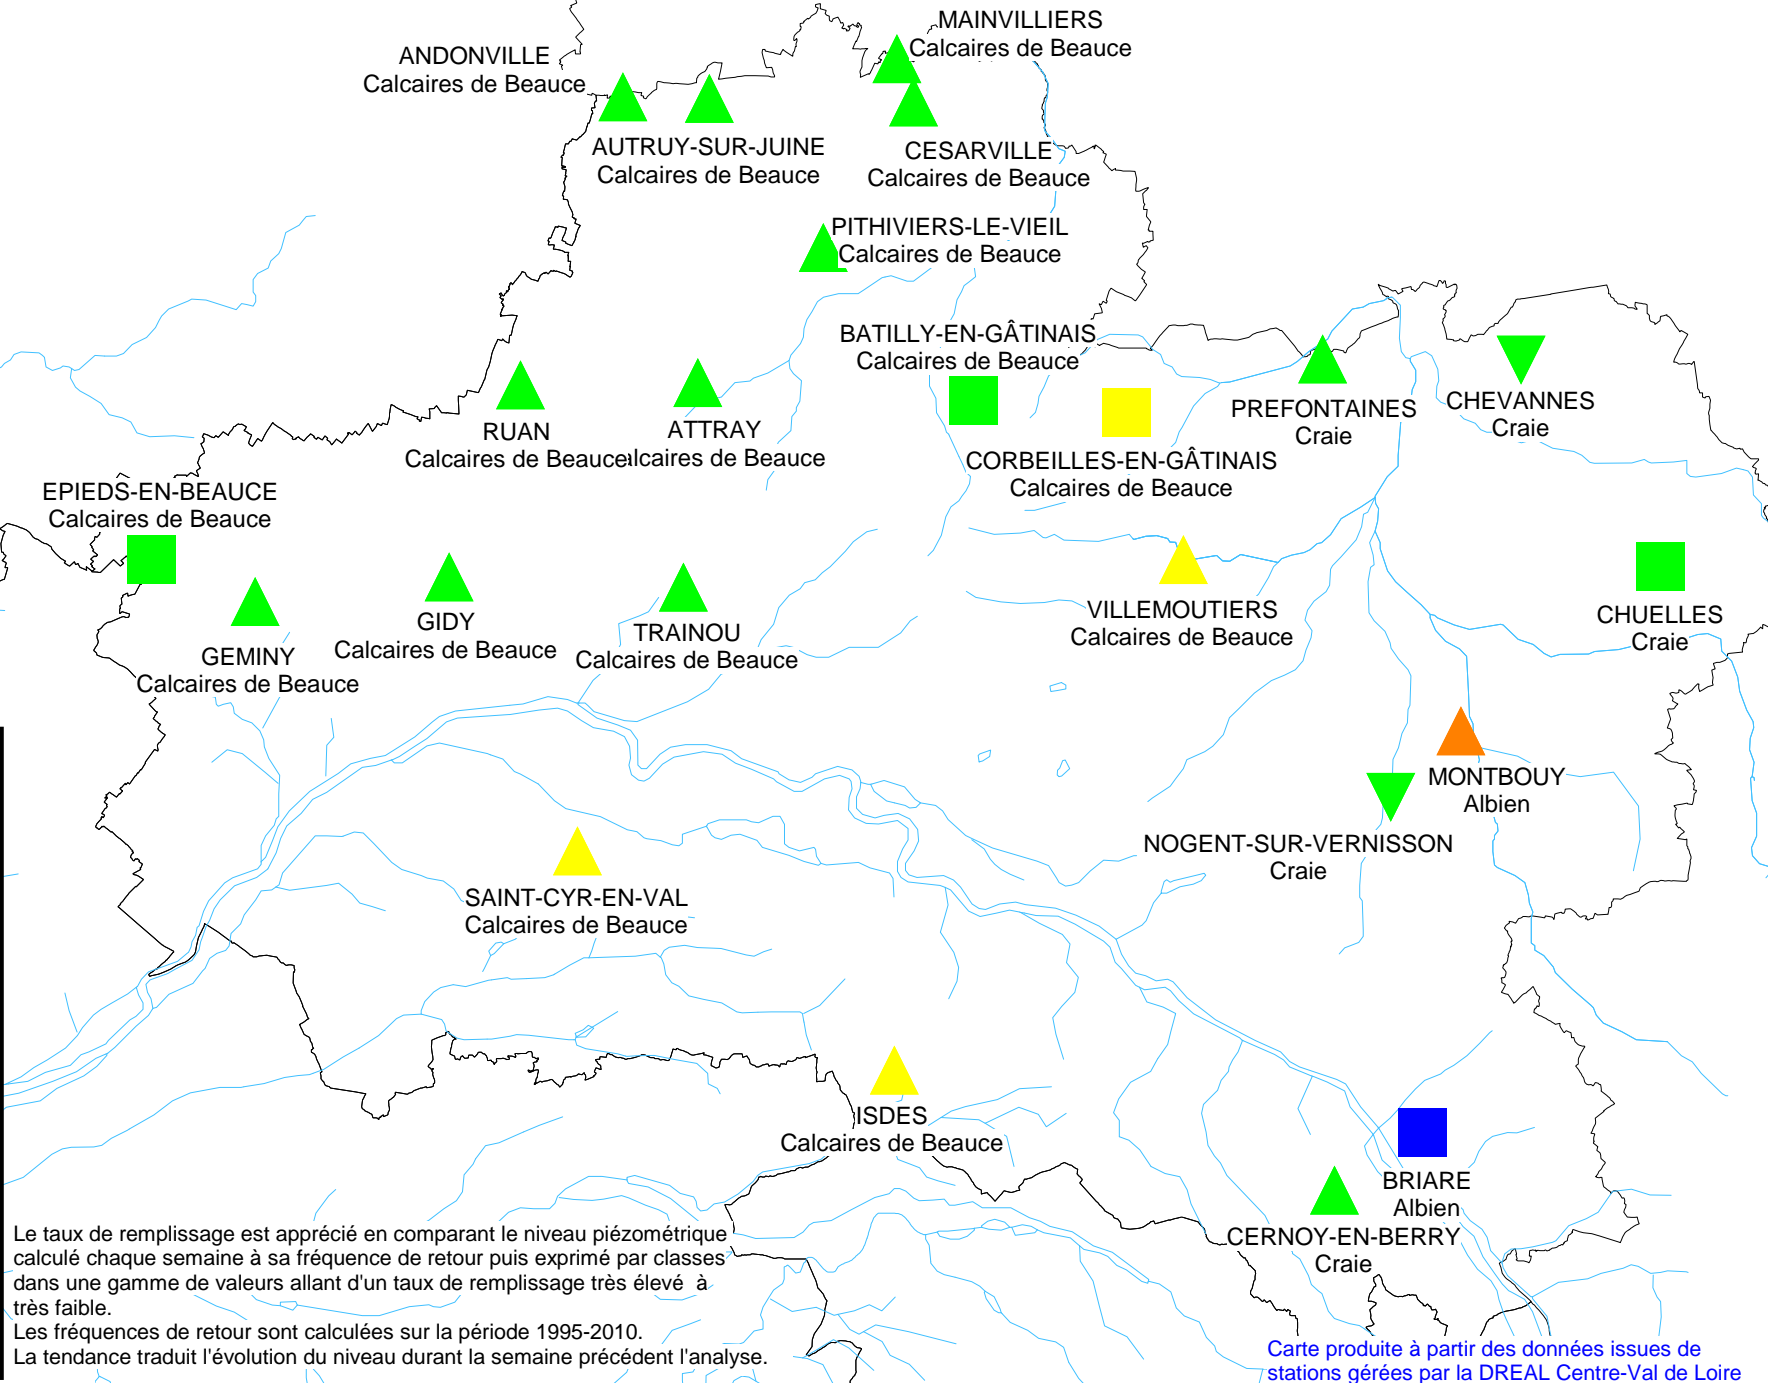 MAINVILLIERS
Calcaires de Beauce
ANDONVILLE
Calcaires de Beauce
AUTRUY-SUR-JUINE
Calcaires de Beauce
CESARVILLE
Calcaires de Beauce
PITHIVIERS-LE-VIEIL
Calcaires de Beauce
BATILLY-EN-GÂTINAIS
Calcaires de Beauce
PREFONTAINES
Craie
CHEVANNES
Craie
RUAN
Calcaires de Beauce
ATTRAY
lcaires de Beauce
CORBEILLES-EN-GÂTINAIS
Calcaires de Beauce
EPIEDS-EN-BEAUCE
Calcaires de Beauce
GEMINY
Calcaires de Beauce
GIDY
Calcaires de Beauce
TRAINOU
Calcaires de Beauce
VILLEMOUTIERS
Calcaires de Beauce
CHUELLES
Craie
MONTBOUY
Albien
NOGENT-SUR-VERNISSON
Craie
SAINT-CYR-EN-VAL
Calcaires de Beauce
ISDES
Calcaires de Beauce
BRIARE
Albien
CERNOY-EN-BERRY
Craie
Le taux de remplissage est apprécié en comparant le niveau piézométrique
calculé chaque semaine à sa fréquence de retour puis exprimé par classes
dans une gamme de valeurs allant d'un taux de remplissage très élevé à
très faible.
Les fréquences de retour sont calculées sur la période 1995-2010.
La tendance traduit l'évolution du niveau durant la semaine précédent l'analyse.
Carte produite à partir des données issues de
stations gérées par la DREAL Centre-Val de Loire